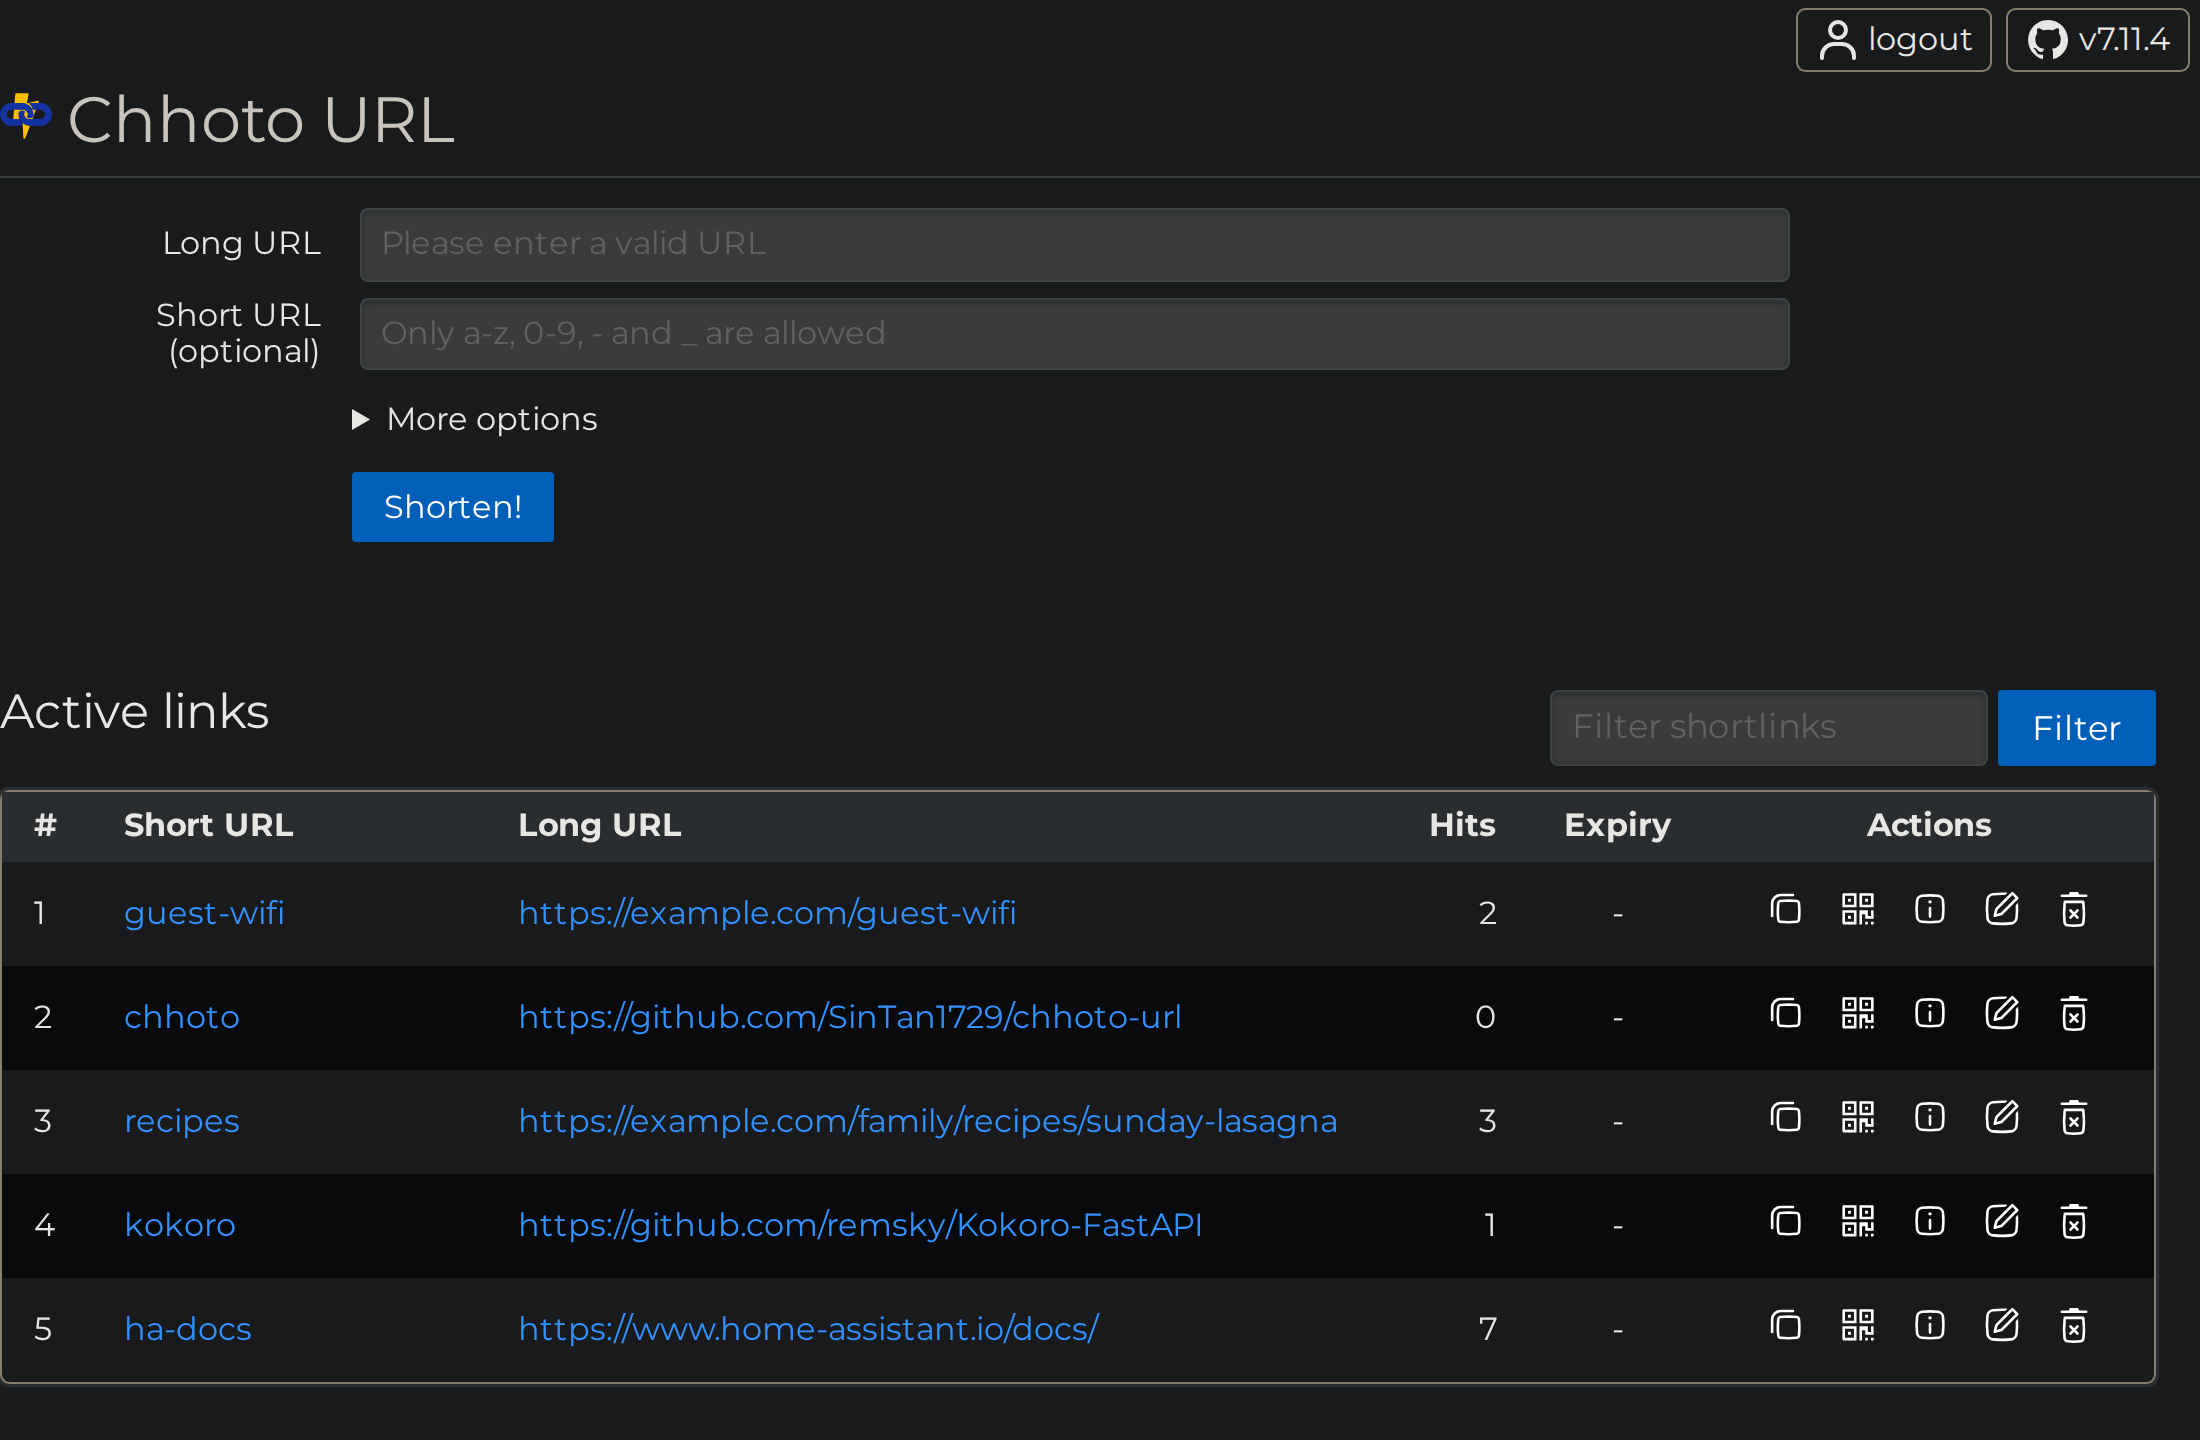 logout v7.11.4
Chhoto URL
Long URL Please enter a valid URL
Short URL
(optional) Only a-z, 0-9, - and _ are allowed
More options
Shorten!
Active links Filter shortlinks Filter
# Short URL Long URL Hits Expiry Actions
1 guest-wifi https://example.com/guest-wifi 2 -
2 chhoto https://github.com/SinTan1729/chhoto-url 0 -
3 recipes https://example.com/family/recipes/sunday-lasagna 3 -
4 kokoro https://github.com/remsky/Kokoro-FastAPI 1 -
5 ha-docs https://www.home-assistant.io/docs/ 7 -